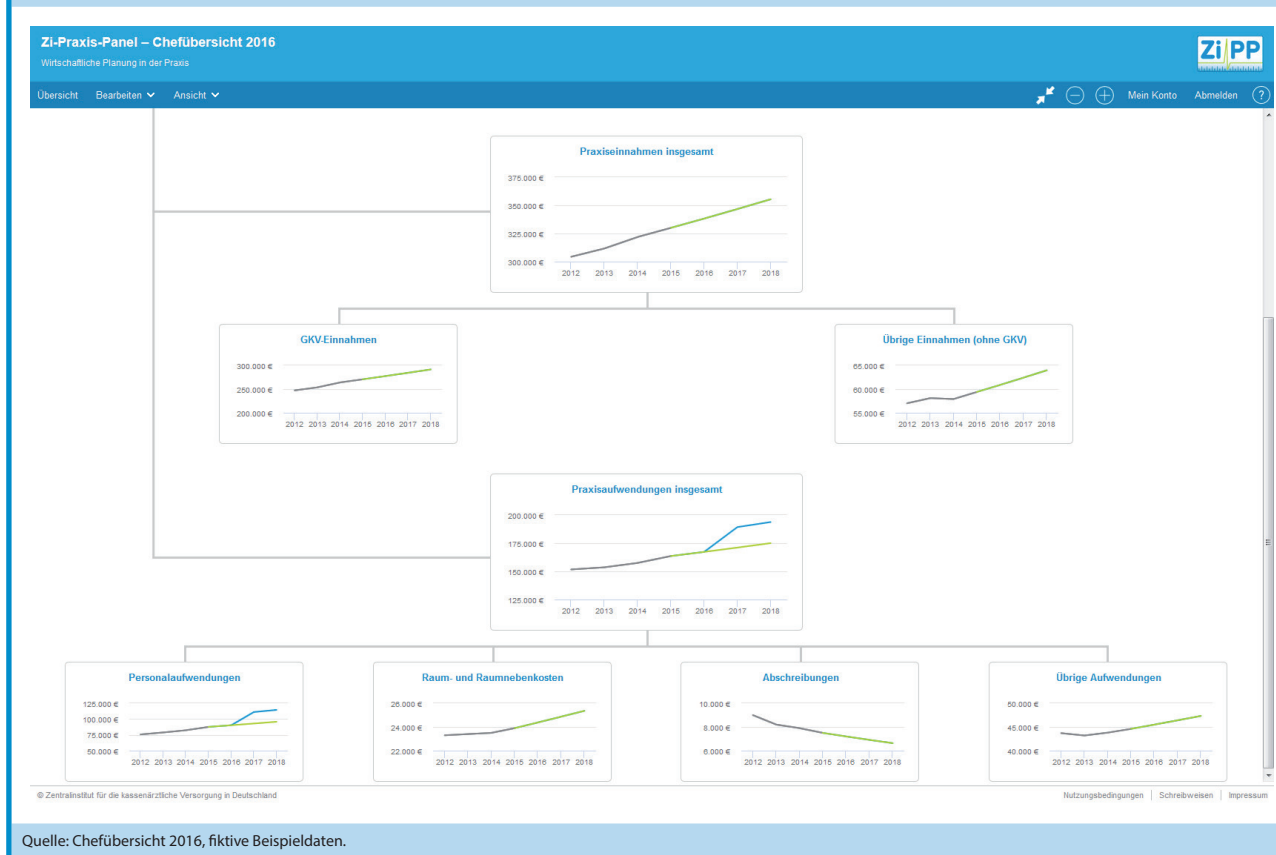 Zi-Praxis-Panel – Chefübersicht 2016
Wirtschaftliche Planung in der Praxis
Zi PP
Übersicht Bearbeiten Ansicht Mein Konto Abmelden ?
Praxiseinnahmen insgesamt
375.000 €
350.000 €
325.000 €
300.000 €
2012 2013 2014 2015 2016 2017 2018
GKV-Einnahmen
300.000 €
250.000 €
200.000 €
2012 2013 2014 2015 2016 2017 2018
Übrige Einnahmen (ohne GKV)
65.000 €
60.000 €
55.000 €
2012 2013 2014 2015 2016 2017 2018
Praxisaufwendungen insgesamt
200.000 €
175.000 €
150.000 €
125.000 €
2012 2013 2014 2015 2016 2017 2018
Personalaufwendungen
125.000 €
100.000 €
75.000 €
50.000 €
2012 2013 2014 2015 2016 2017 2018
Raum- und Raumnebenkosten
26.000 €
24.000 €
22.000 €
2012 2013 2014 2015 2016 2017 2018
Abschreibungen
10.000 €
8.000 €
6.000 €
2012 2013 2014 2015 2016 2017 2018
Übrige Aufwendungen
50.000 €
45.000 €
40.000 €
2012 2013 2014 2015 2016 2017 2018
© Zentralinstitut für die kassenärztliche Versorgung in Deutschland
Nutzungsbedingungen | Schreibweisen | Impressum
Quelle: Chefübersicht 2016, fiktive Beispieldaten.